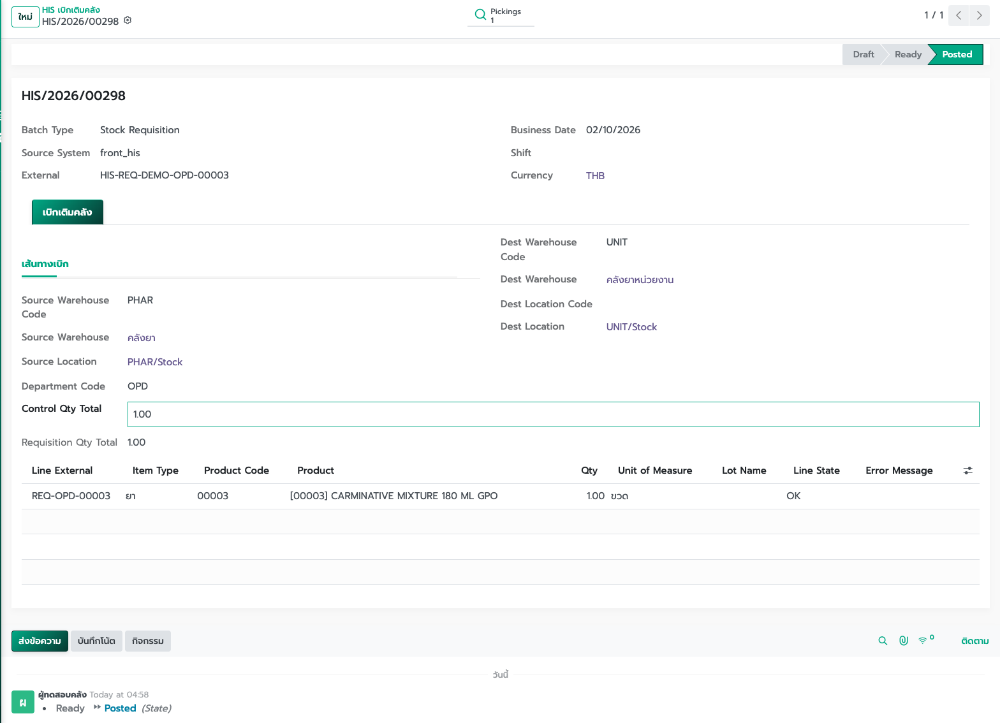 ใหม่
HIS เบิกเติมคลัง
HIS/2026/00298
Pickings
1
1 / 1
Draft
Ready
Posted
HIS/2026/00298
Batch Type Stock Requisition
Business Date 02/10/2026
Source System front_his
Shift
External HIS-REQ-DEMO-OPD-00003
Currency THB
เบิกเติมคลัง
เส้นทางเบิก
Source Warehouse Code PHAR
Source Warehouse คลังยา
Source Location PHAR/Stock
Department Code OPD
Dest Warehouse Code UNIT
Dest Warehouse คลังยาหน่วยงาน
Dest Location Code
Dest Location UNIT/Stock
Control Qty Total 1.00
Requisition Qty Total 1.00
Line External Item Type Product Code Product Qty Unit of Measure Lot Name Line State Error Message
REQ-OPD-00003 ยา 00003 [00003] CARMINATIVE MIXTURE 180 ML GPO 1.00 ขวด OK
ส่งข้อความ บันทึกโน้ต กิจกรรม
0
ติดตาม
วันนี้
ผ
ผู้ทดสอบคลัง Today at 04:58
• Ready Posted (State)